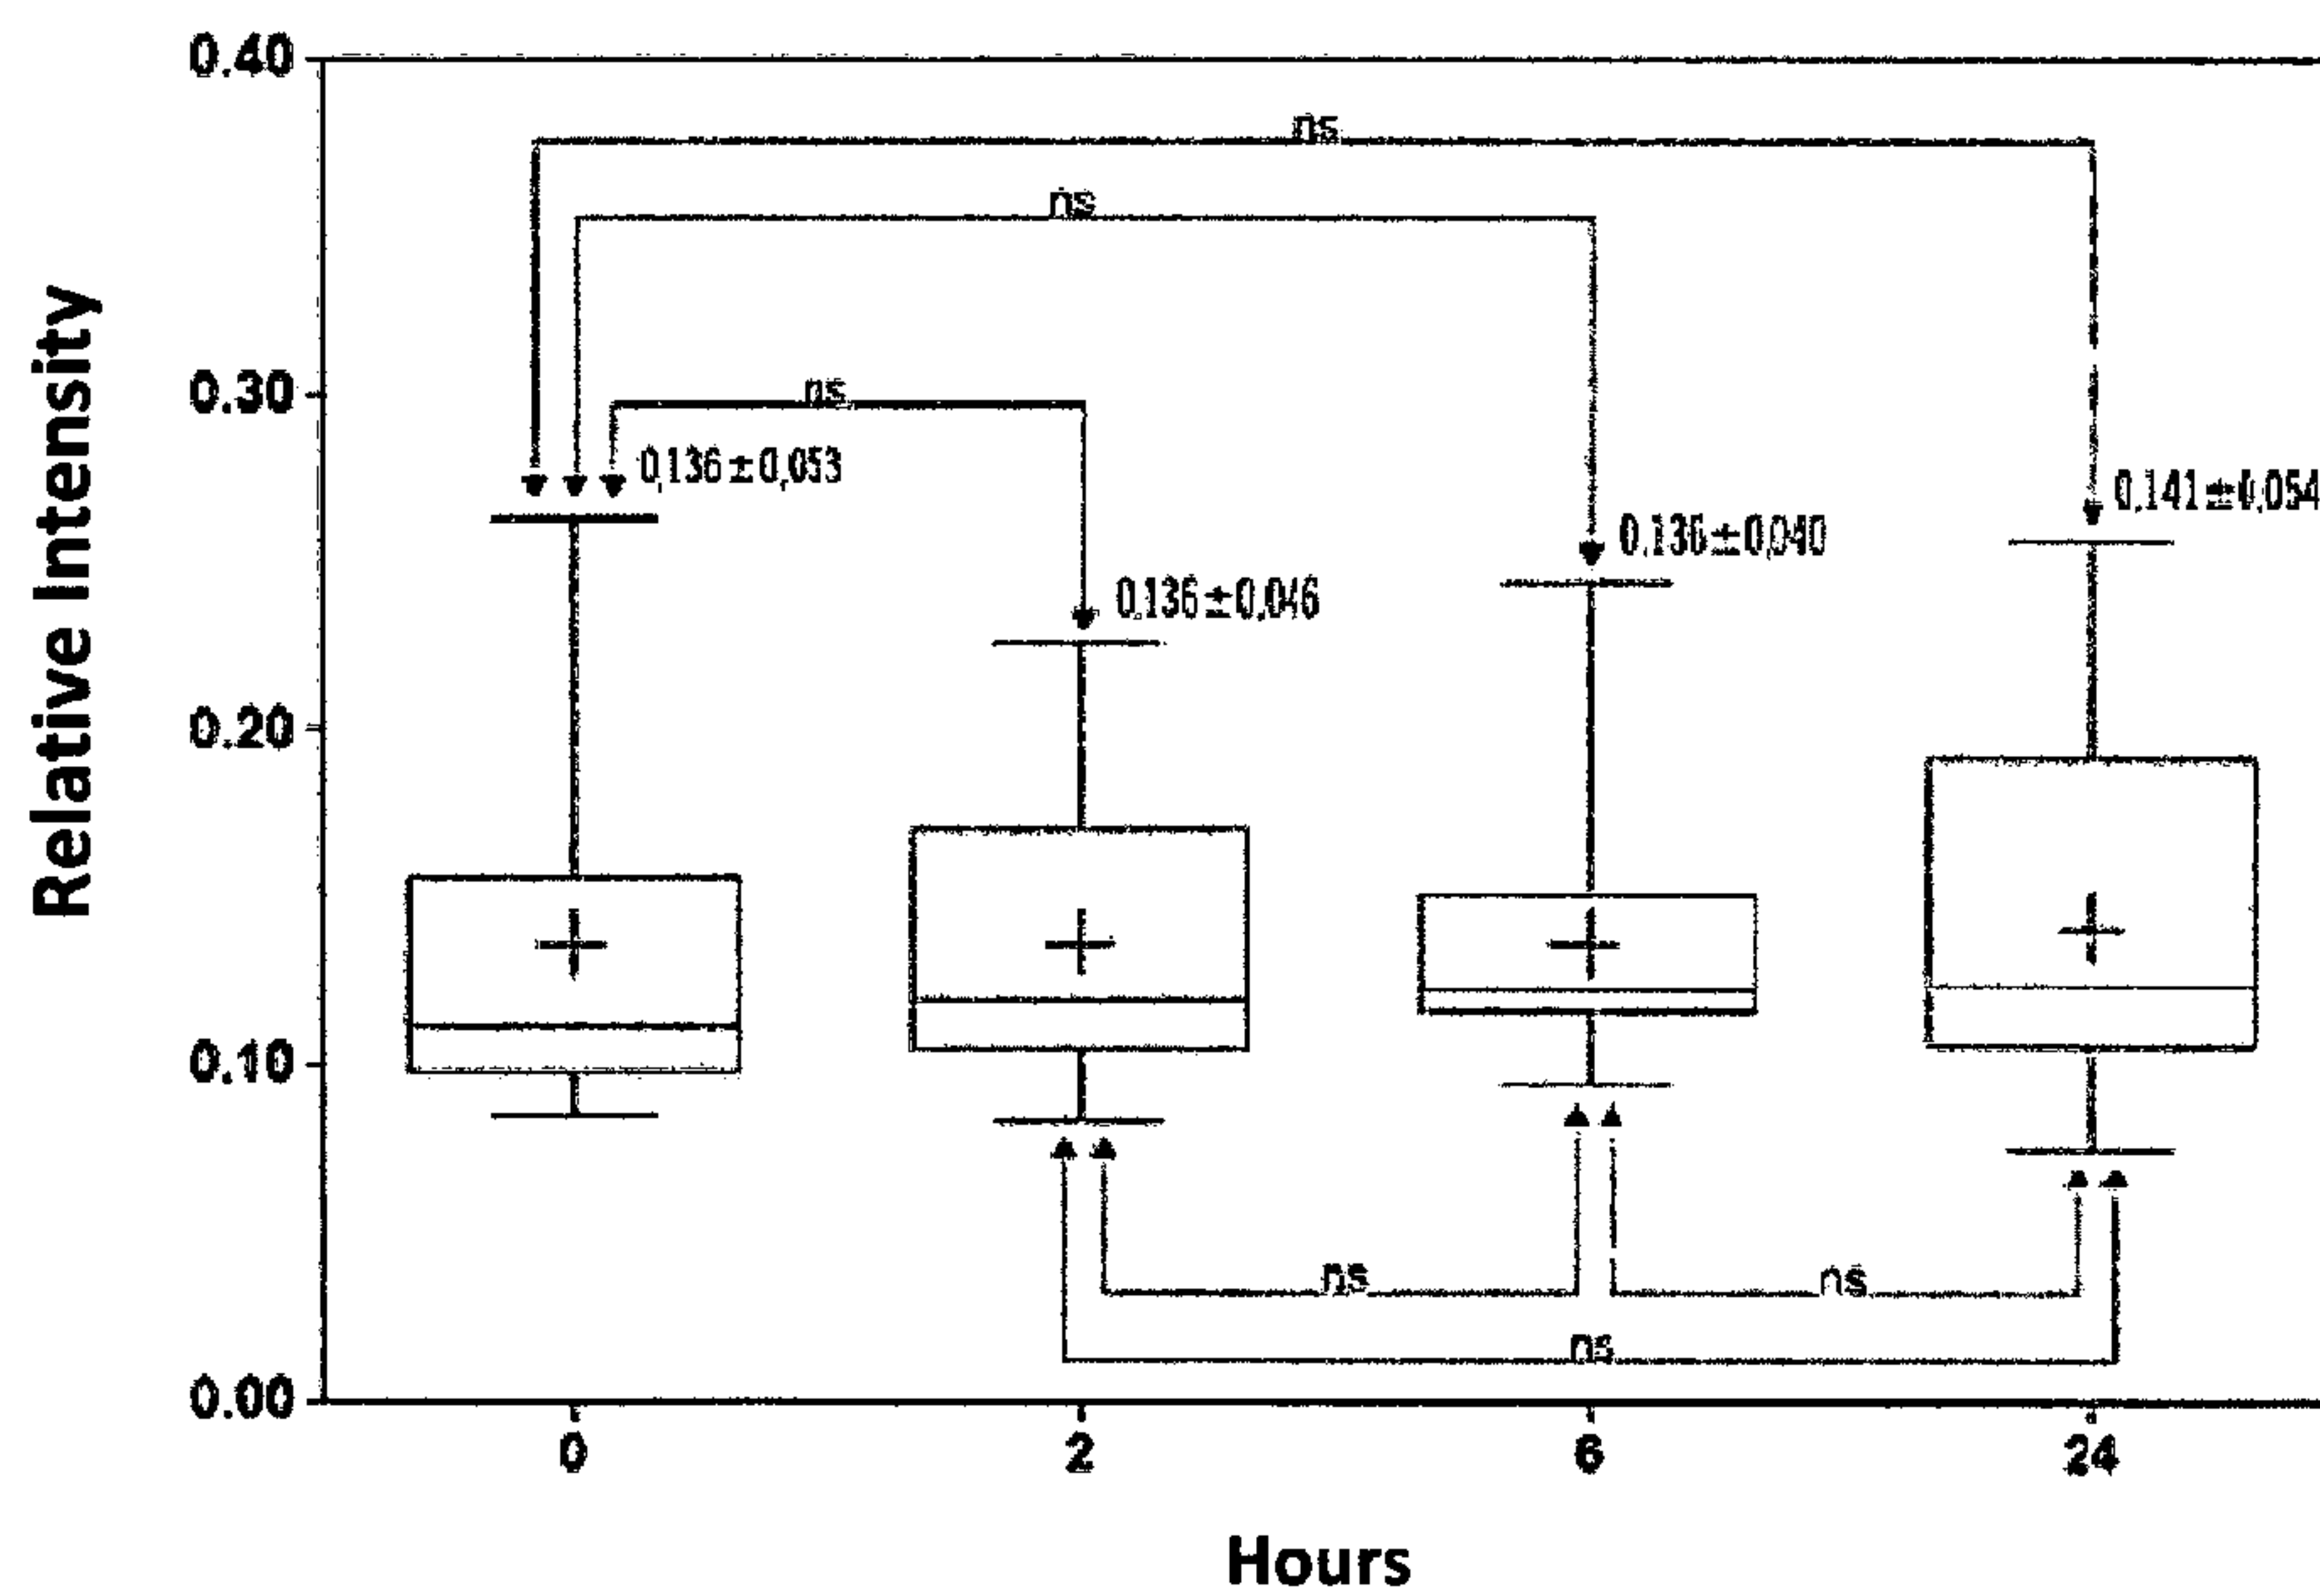 0.40
ns
ns
0.30
ns
0,136±0,053
0,141±0,054
0,136±0,040
0,136±0,046
0.20
0.10
ns
ns
ns
0.00
0
2
6
24
Hours
Relative Intensity